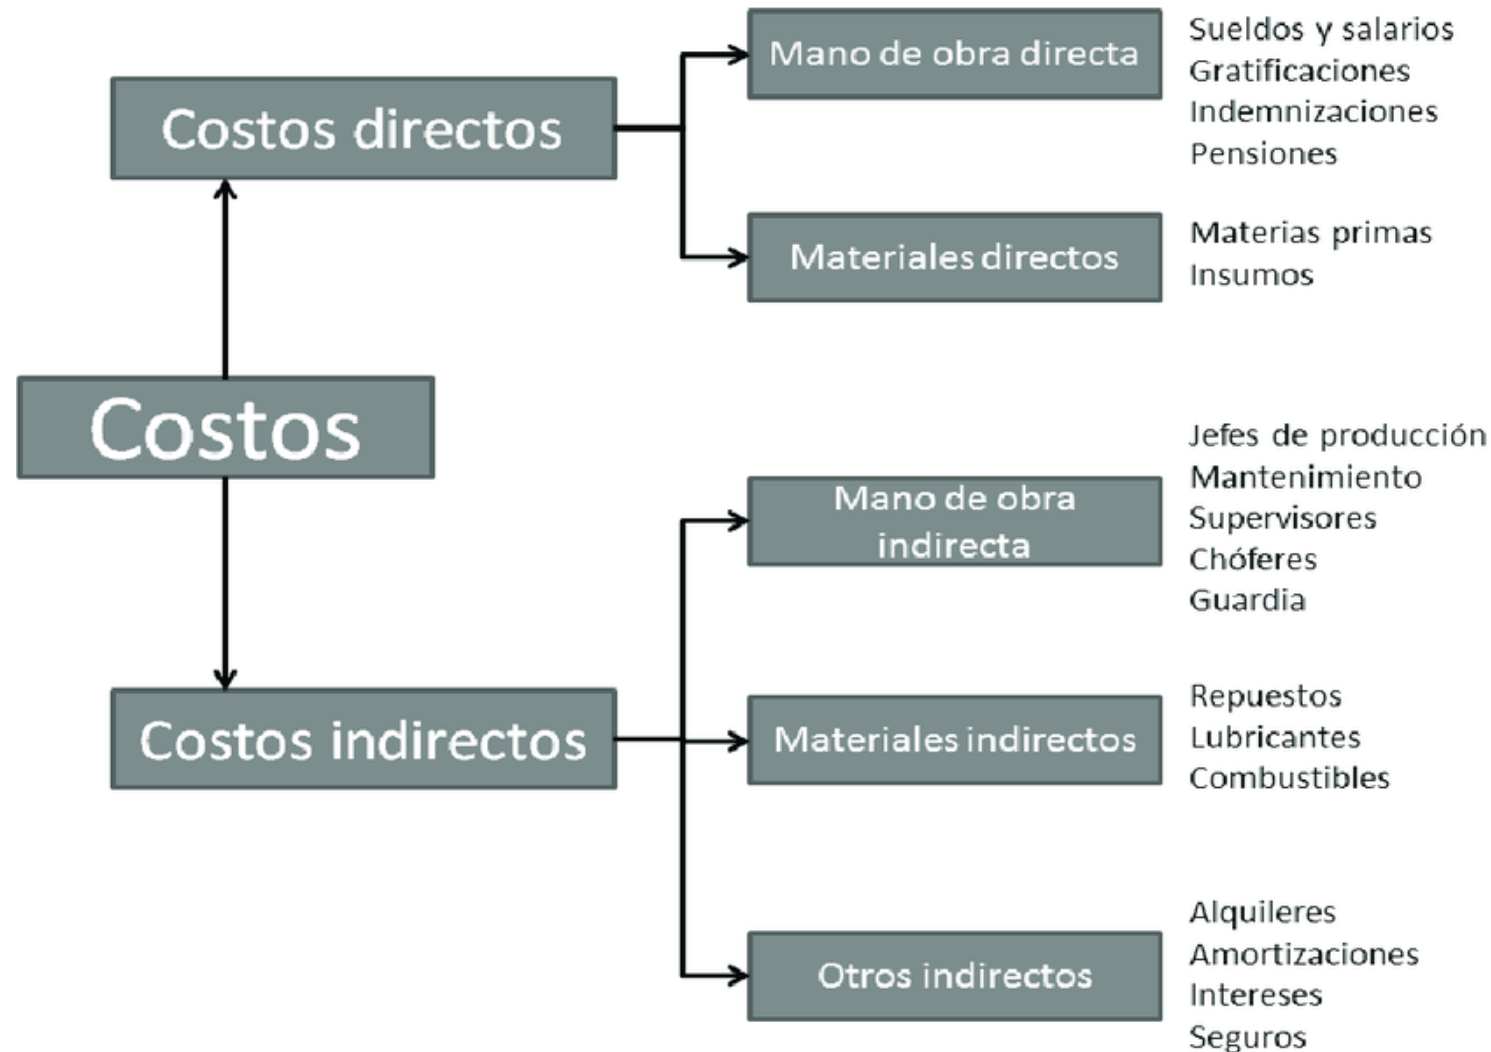 Costos
Costos directos
Mano de obra directa
Sueldos y salarios
Gratificaciones
Indemnizaciones
Pensiones
Materiales directos
Materias primas
Insumos
Costos indirectos
Mano de obra
indirecta
Jefes de producción
Mantenimiento
Supervisores
Chóferes
Guardia
Materiales indirectos
Repuestos
Lubricantes
Combustibles
Otros indirectos
Alquileres
Amortizaciones
Intereses
Seguros